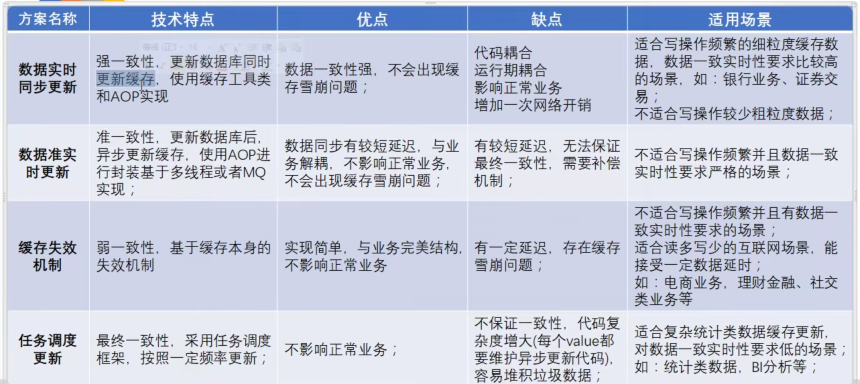 方案名称
技术特点
优点
缺点
适用场景
数据实时
同步更新
强一致性，更新数据库同时
更新缓存，使用缓存工具类
和AOP实现
数据一致性强，不会出现缓
存雪崩问题；
代码耦合
运行期耦合
影响正常业务
增加一次网络开销
适合写操作频繁的细粒度缓存数
据，数据一致实时性要求比较高
的场景，如：银行业务、证券交
易；
不适合写操作较少粗粒度数据；
数据准实
时更新
准一致性，更新数据库后，
异步更新缓存，使用AOP进
行封装基于多线程或者MQ
实现；
数据同步有较短延迟，与业
务解耦，不影响正常业务，
不会出现缓存雪崩问题；
有较短延迟，无法保证
最终一致性，需要补偿
机制；
不适合写操作频繁并且数据一致
实时性要求严格的场景；
缓存失效
机制
弱一致性，基于缓存本身的
失效机制
实现简单，与业务完美结构，
不影响正常业务
有一定延迟，存在缓存
雪崩问题；
不适合写操作频繁并且有数据一
致实时性要求的场景；
适合读多写少的互联网场景，能
接受一定数据延时；
如：电商业务，理财金融、社交
类业务等
任务调度
更新
最终一致性，采用任务调度
框架，按照一定频率更新；
不影响正常业务；
不保证一致性，代码复
杂度增大(每个value都
要维护异步更新代码)，
容易堆积垃圾数据；
适合复杂统计类数据缓存更新，
对数据一致实时性要求低的场景；
如：统计类数据，BI分析等；